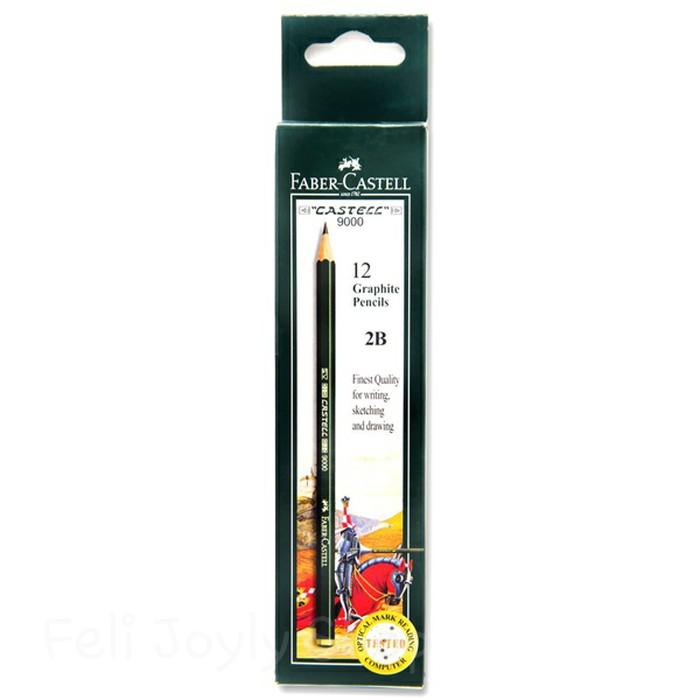 FABER-CASTELL
since 1761
"CASTELL"
9000
12
Graphite
Pencils
2B
Finest Quality
for writing,
sketching
and drawing
CASTELL 9000
FABER-CASTELL
OPTICAL MARK READING
TESTED
COMPUTER
Feli Joyly